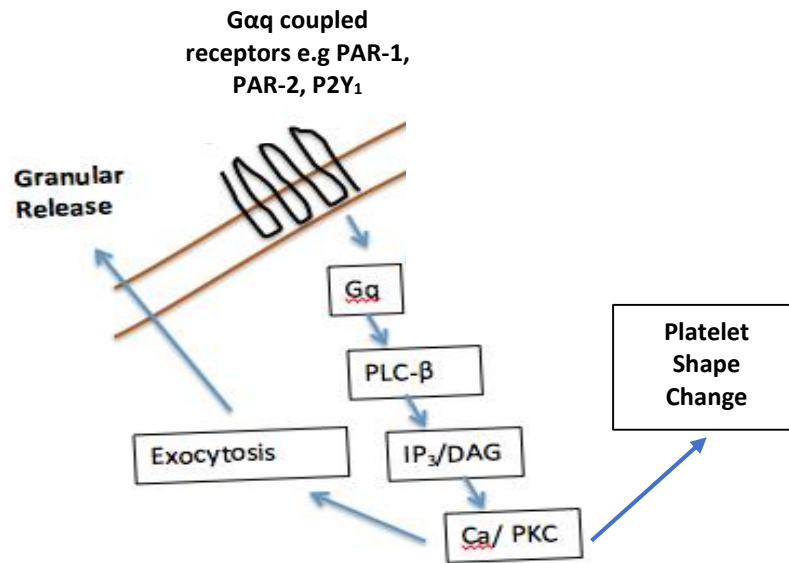 Gαq coupled
receptors e.g PAR-1,
PAR-2, P2Y₁
Granular
Release
Gq
PLC-β
IP₃/DAG
Ca/ PKC
Exocytosis
Platelet
Shape
Change